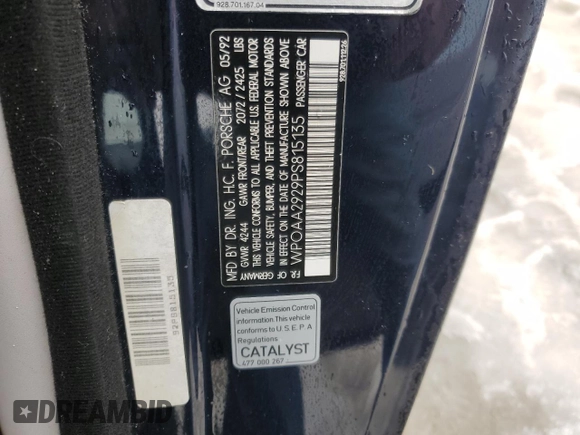 928.701.167.04
MFD BY DR. ING. H.C. F. PORSCHE AG 05/92
GVWR 4244 GAWR FRONT/REAR 2072/2425 LBS
THIS VEHICLE CONFORMS TO ALL APPLICABLE U.S. FEDERAL MOTOR
VEHICLE SAFETY, BUMPER, AND THEFT PREVENTION STANDARDS
IN EFFECT ON THE DATE OF MANUFACTURE SHOWN ABOVE
WPOAA2929PS815135 PASSENGER CAR
GERMANY
92870111226
Vehicle Emission Control
information. This vehicle
conforms to U.S.E.P.A
Regulations
CATALYST
477 000 267
92PS815135
DREAMBID